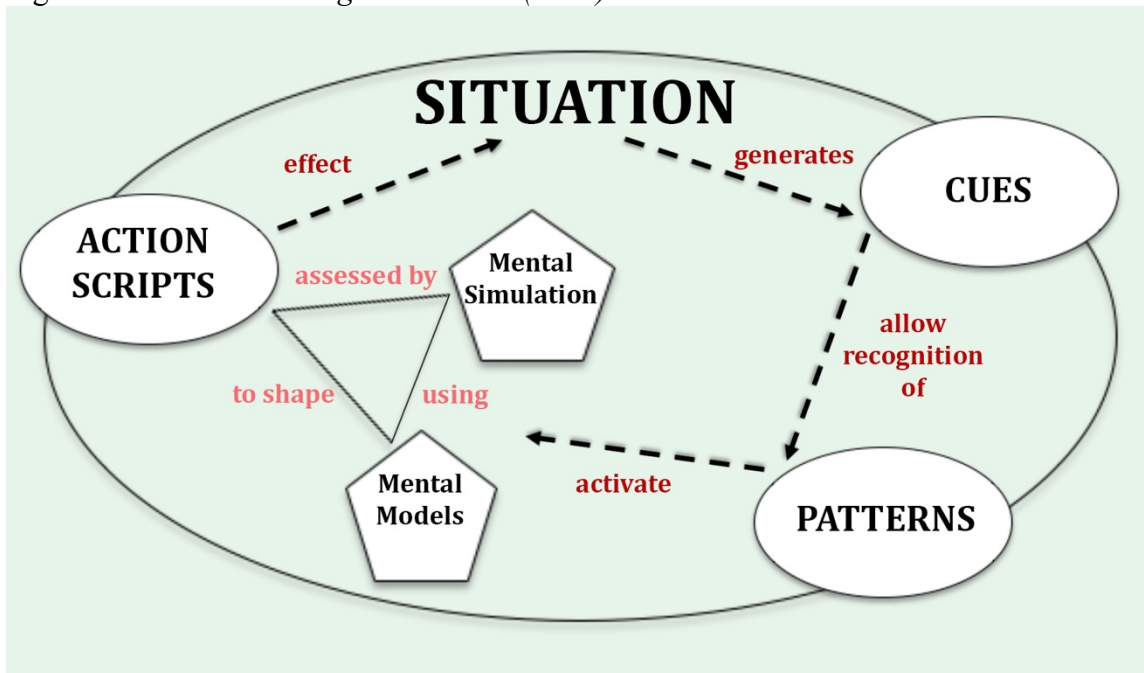 SITUATION
effect
generates
CUES
ACTION
SCRIPTS
assessed by
Mental
Simulation
allow
recognition
of
to shape
using
activate
Mental
Models
PATTERNS